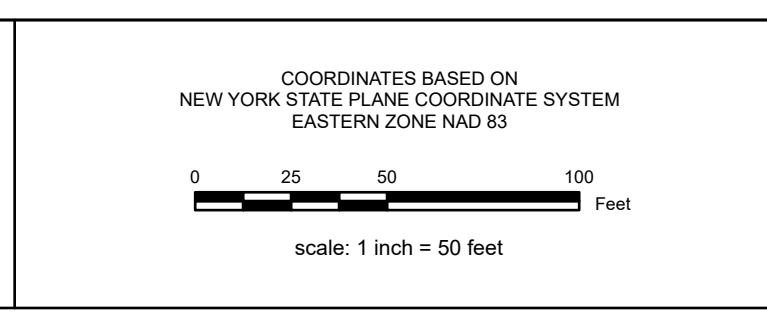 COORDINATES BASED ON
NEW YORK STATE PLANE COORDINATE SYSTEM
EASTERN ZONE NAD 83
0 25 50 100
Feet
scale: 1 inch = 50 feet